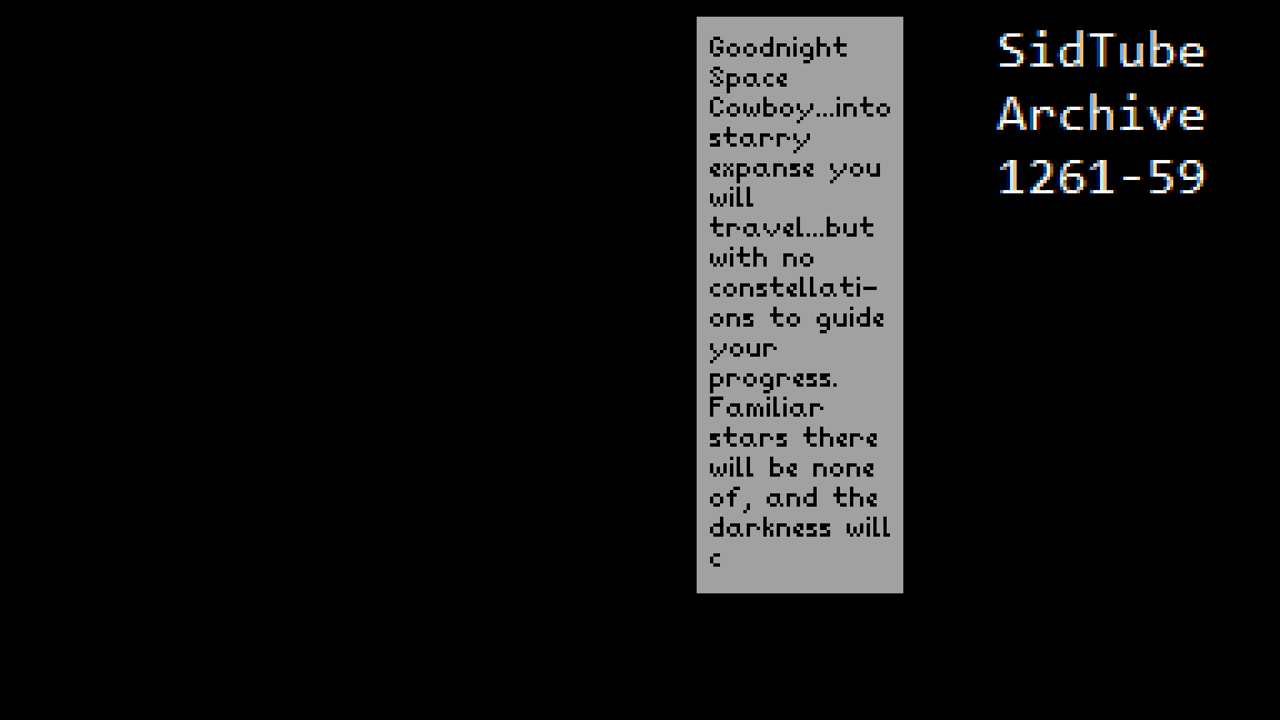 Goodnight
Space
Cowboy...into
starry
expanse you
will
travel...but
with no
constellati-
ons to guide
your
progress.
Familiar
stars there
will be none
of, and the
darkness will
c
SidTube
Archive
1261-59